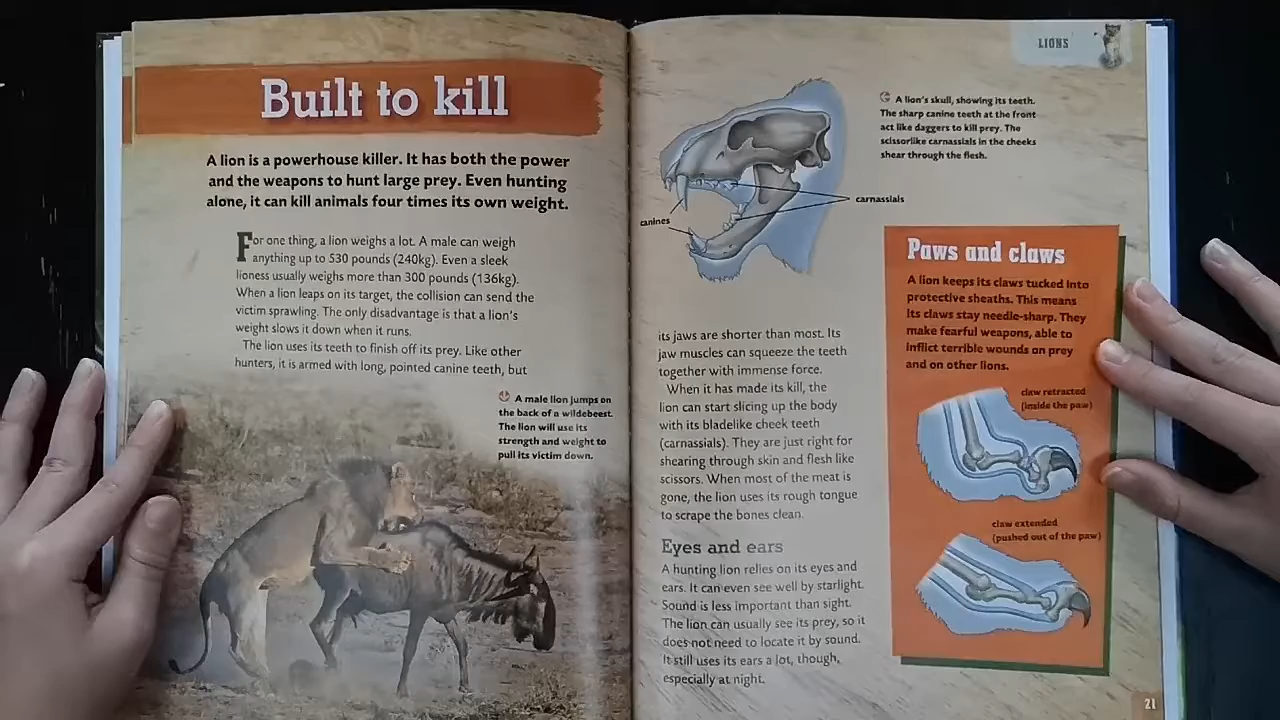 Built to kill
A lion is a powerhouse killer. It has both the power
and the weapons to hunt large prey. Even hunting
alone, it can kill animals four times its own weight.
For one thing, a lion weighs a lot. A male can weigh
anything up to 530 pounds (240kg). Even a sleek
lioness usually weighs more than 300 pounds (136kg).
When a lion leaps on its target, the collision can send the
victim sprawling. The only disadvantage is that a lion's
weight slows it down when it runs.
The lion uses its teeth to finish off its prey. Like other
hunters, it is armed with long, pointed canine teeth, but
A male lion jumps on
the back of a wildebeest.
The lion will use its
strength and weight to
pull its victim down.
LIONS
A lion's skull, showing its teeth.
The sharp canine teeth at the front
act like daggers to kill prey. The
scissorlike carnassials in the cheeks
shear through the flesh.
carnassials
canines
its jaws are shorter than most. Its
jaw muscles can squeeze the teeth
together with immense force.
When it has made its kill, the
lion can start slicing up the body
with its bladelike cheek teeth
(carnassials). They are just right for
shearing through skin and flesh like
scissors. When most of the meat is
gone, the lion uses its rough tongue
to scrape the bones clean.
Eyes and ears
A hunting lion relies on its eyes and
ears. It can even see well by starlight.
Sound is less important than sight.
The lion can usually see its prey, so it
does not need to locate it by sound.
It still uses its ears a lot, though,
especially at night.
Paws and claws
A lion keeps its claws tucked into
protective sheaths. This means
its claws stay needle-sharp. They
make fearful weapons, able to
inflict terrible wounds on prey
and on other lions.
claw retracted
(inside the paw)
claw extended
(pushed out of the paw)
21